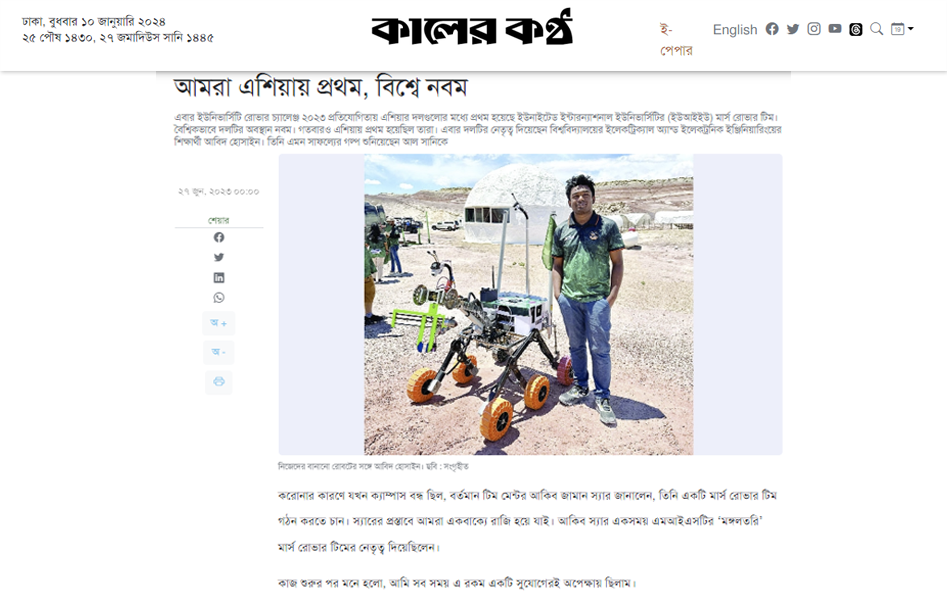 ঢাকা, বুধবার ১০ জানুয়ারি ২০২৪
২৫ পৌষ ১৪৩০, ২৭ জমাদিউস সানি ১৪৪৫
কালের কণ্ঠ
ই-
পেপার
English
আমরা এশিয়ায় প্রথম, বিশ্বে নবম
এবার ইউনিভার্সিটি রোভার চ্যালেঞ্জ ২০২৩ প্রতিযোগিতায় এশিয়ার দলগুলোর মধ্যে প্রথম হয়েছে ইউনাইটেড ইন্টারন্যাশনাল ইউনিভার্সিটির (ইউআইইউ) মার্স রোভার টিম।
বৈশ্বিকভাবে দলটির অবস্থান নবম। গতবারও এশিয়ায় প্রথম হয়েছিল তারা। এবার দলটির নেতৃত্ব দিয়েছেন বিশ্ববিদ্যালয়ের ইলেকট্রিক্যাল অ্যান্ড ইলেকট্রনিক ইঞ্জিনিয়ারিংয়ের
শিক্ষার্থী আবিদ হোসাইন। তিনি এমন সাফল্যের গল্প শুনিয়েছেন আল সানিকে
২৭ জুন, ২০২৩ ০০:০০
শেয়ার
অ +
অ -
নিজেদের বানানো রোবটের সঙ্গে আবিদ হোসাইন। ছবি : সংগৃহীত
করোনার কারণে যখন ক্যাম্পাস বন্ধ ছিল, বর্তমান টিম মেন্টর আকিব জামান স্যার জানালেন, তিনি একটি মার্স রোভার টিম
গঠন করতে চান। স্যারের প্রস্তাবে আমরা একবাক্যে রাজি হয়ে যাই। আকিব স্যার একসময় এমআইএসটির ‘মঙ্গলতরি’
মার্স রোভার টিমের নেতৃত্ব দিয়েছিলেন।
কাজ শুরুর পর মনে হলো, আমি সব সময় এ রকম একটি সুযোগেরই অপেক্ষায় ছিলাম।